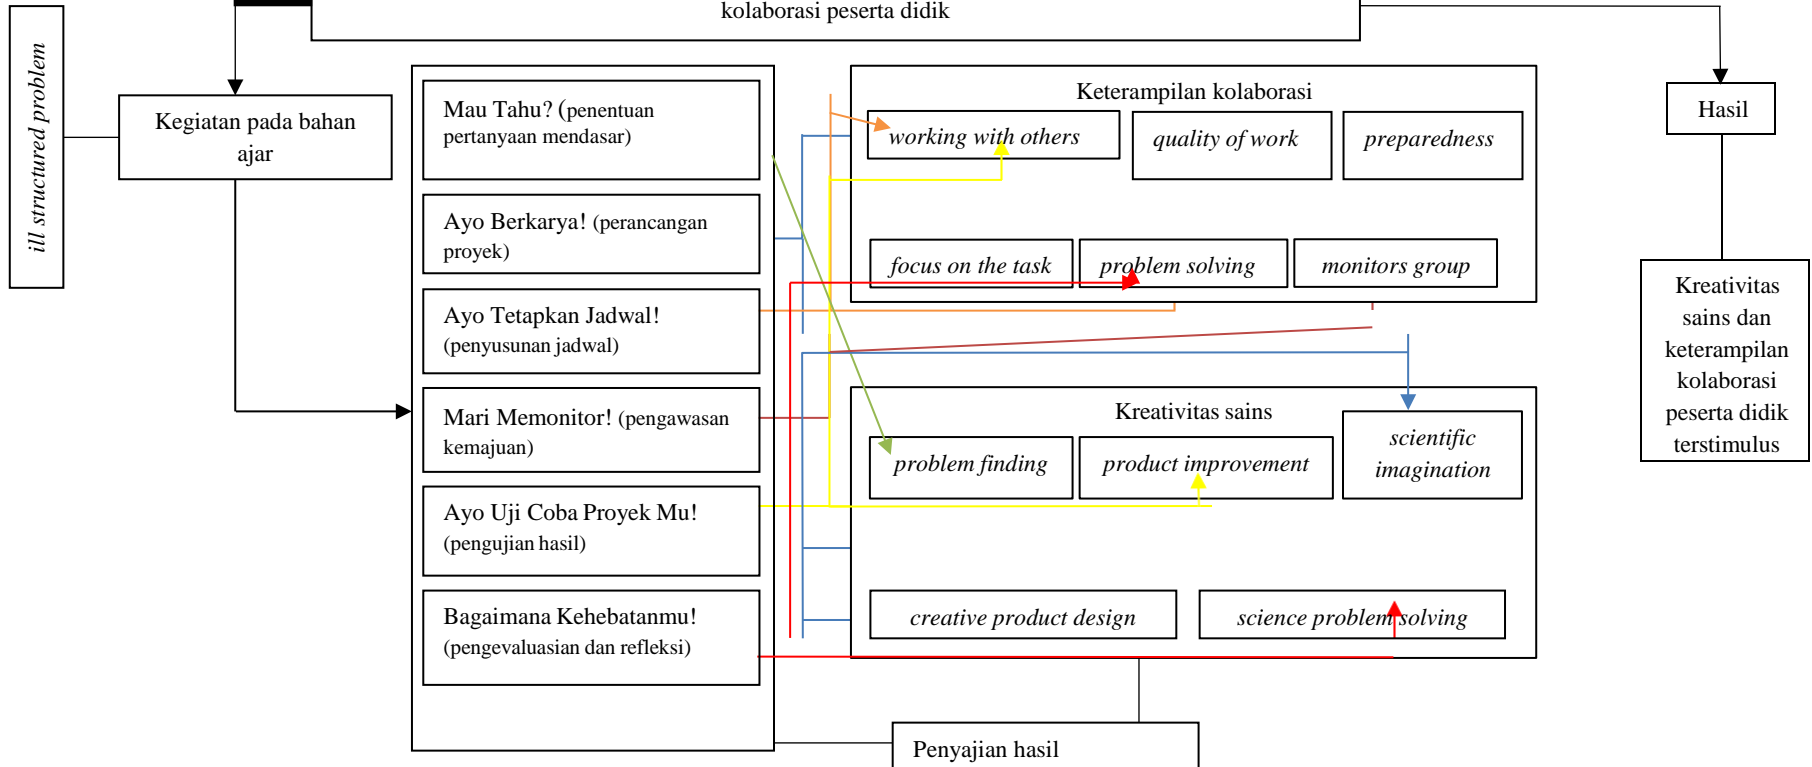 kolaborasi peserta didik
ill structured problem
Kegiatan pada bahan
ajar
Mau Tahu? (penentuan
pertanyaan mendasar)
Ayo Berkarya! (perancangan
proyek)
Ayo Tetapkan Jadwal!
(penyusunan jadwal)
Mari Memonitor! (pengawasan
kemajuan)
Ayo Uji Coba Proyek Mu!
(pengujian hasil)
Bagaimana Kehebatanmu!
(pengevaluasian dan refleksi)
Keterampilan kolaborasi
working with others
quality of work
preparedness
focus on the task
problem solving
monitors group
Kreativitas sains
problem finding
product improvement
scientific
imagination
creative product design
science problem solving
Penyajian hasil
Hasil
Kreativitas
sains dan
keterampilan
kolaborasi
peserta didik
terstimulus